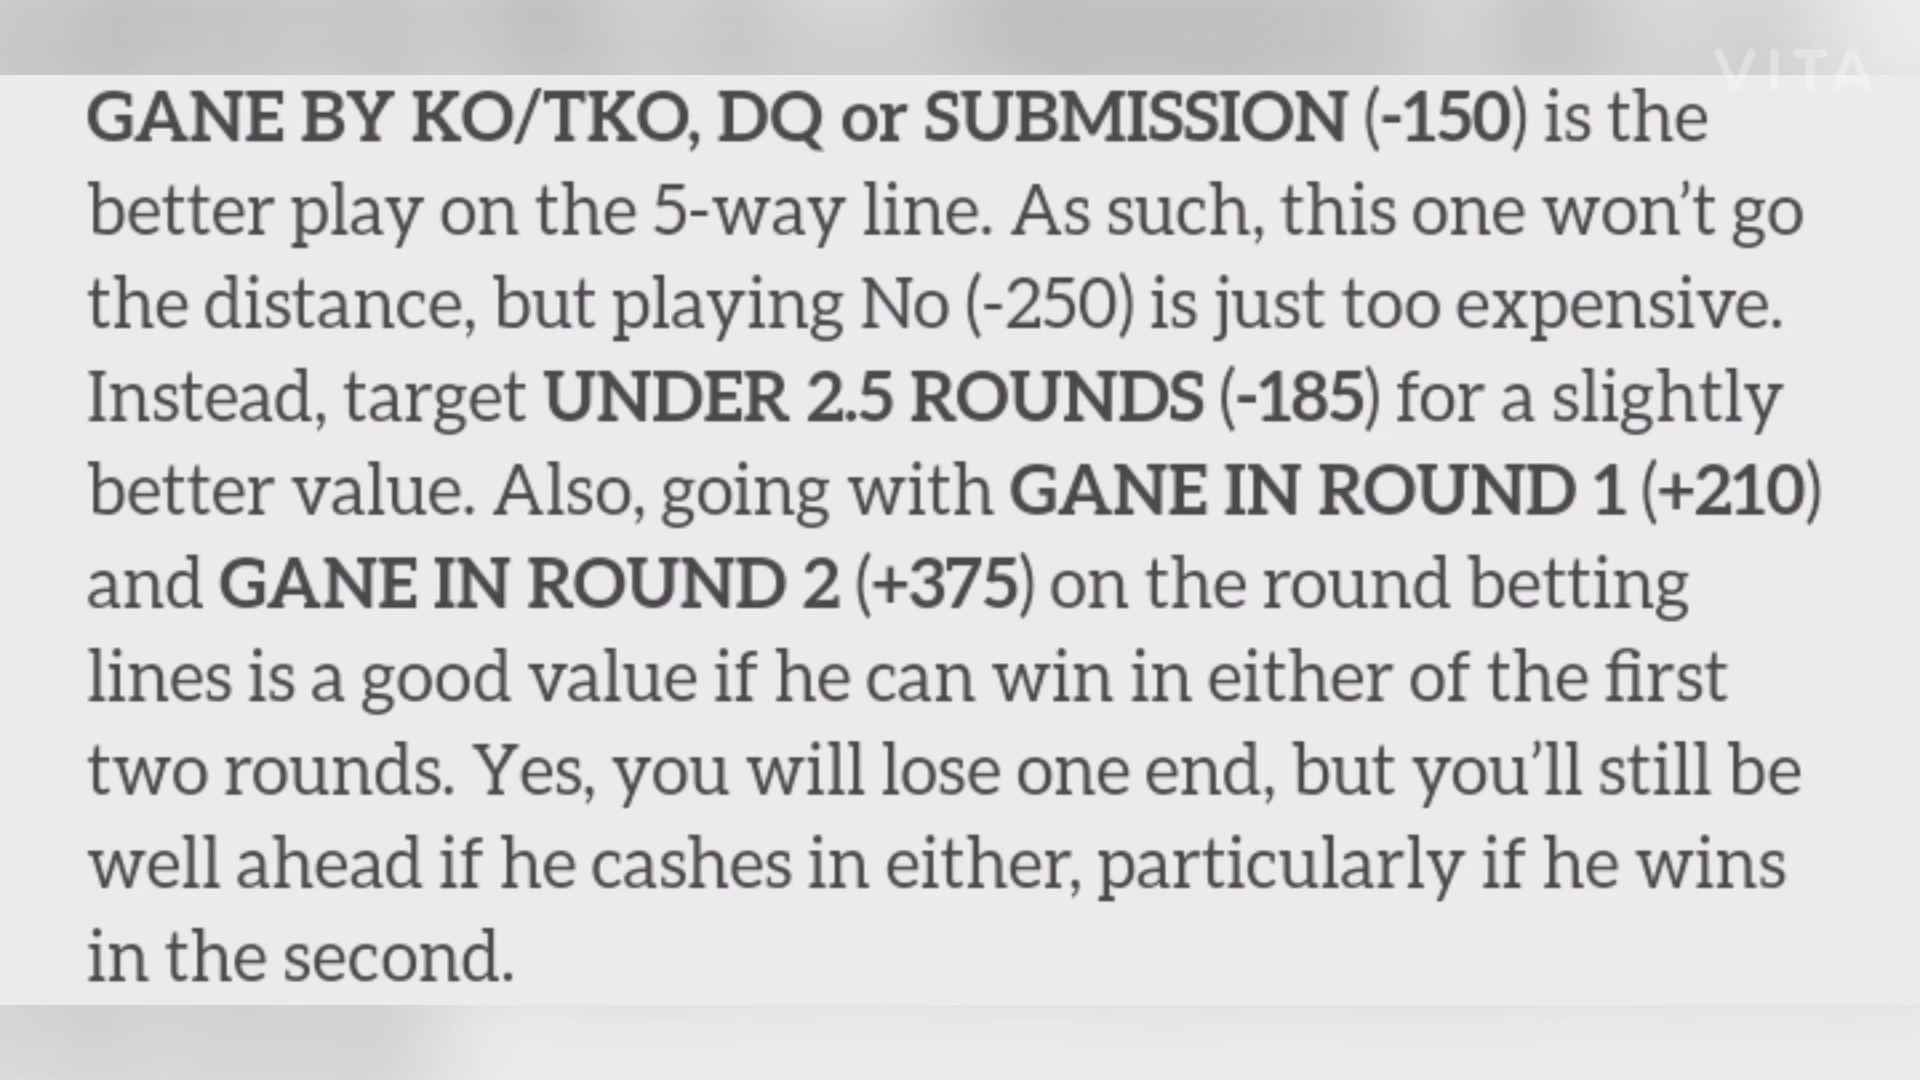 VITA
GANE BY KO/TKO, DQ or SUBMISSION (-150) is the
better play on the 5-way line. As such, this one won’t go
the distance, but playing No (-250) is just too expensive.
Instead, target UNDER 2.5 ROUNDS (-185) for a slightly
better value. Also, going with GANE IN ROUND 1 (+210)
and GANE IN ROUND 2 (+375) on the round betting
lines is a good value if he can win in either of the first
two rounds. Yes, you will lose one end, but you’ll still be
well ahead if he cashes in either, particularly if he wins
in the second.